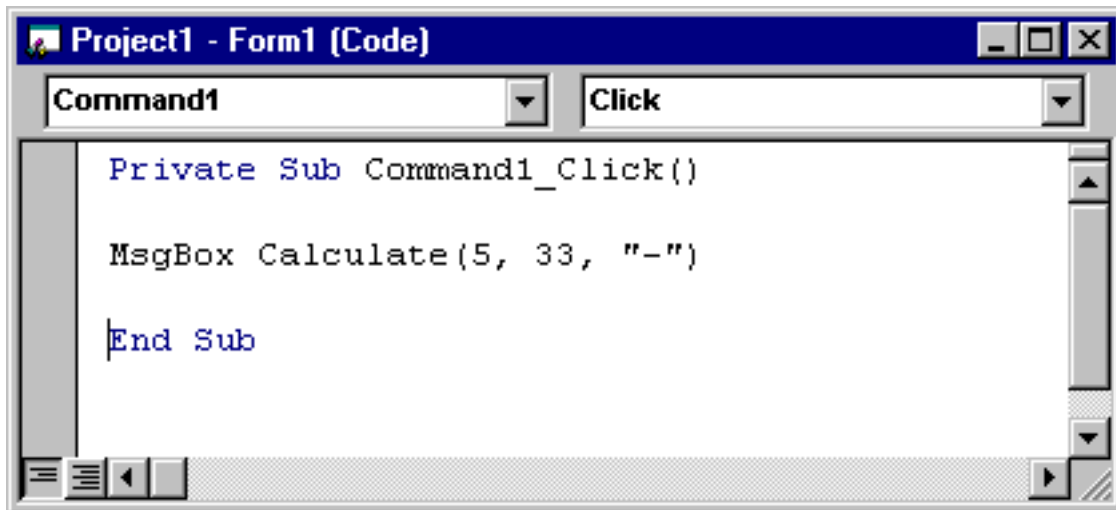 Project1 - Form1 (Code)
Command1
Click
Private Sub Command1_Click()
MsgBox Calculate(5, 33, "-")
End Sub